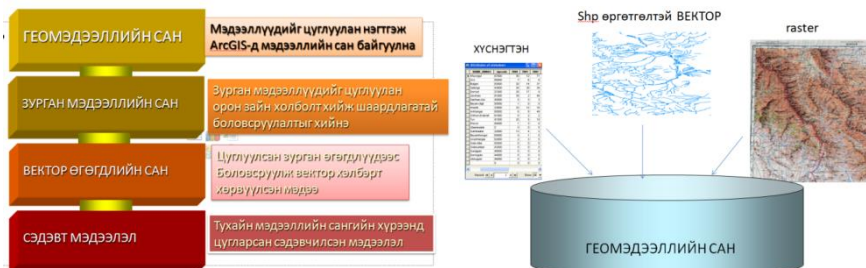 ГЕОМЭДЭЭЛЛИЙН САН
Мэдээллүүдийг цуглуулан нэгтгэж
ArcGIS-д мэдээллийн сан байгуулна
ЗУРГАН МЭДЭЭЛЛИЙН САН
Зурган мэдээллүүдийг цуглуулан
орон зайн холболт хийж шаардлагатай
боловсруулалтыг хийнэ
ВЕКТОР ӨГӨГДЛИЙН САН
Цуглуулсан зурган өгөгдлүүдээс
Боловсруулж вектор хэлбэрт
хөрвүүлсэн мэдээ
СЭДЭВТ МЭДЭЭЛЭЛ
Тухайн мэдээллийн сангийн хүрээнд
цугларсан сэдэвчилсэн мэдээлэл
Shp өргөтгөлтэй ВЕКТОР
raster
ХҮСНЭГТЭН
ГЕОМЭДЭЭЛЛИЙН САН